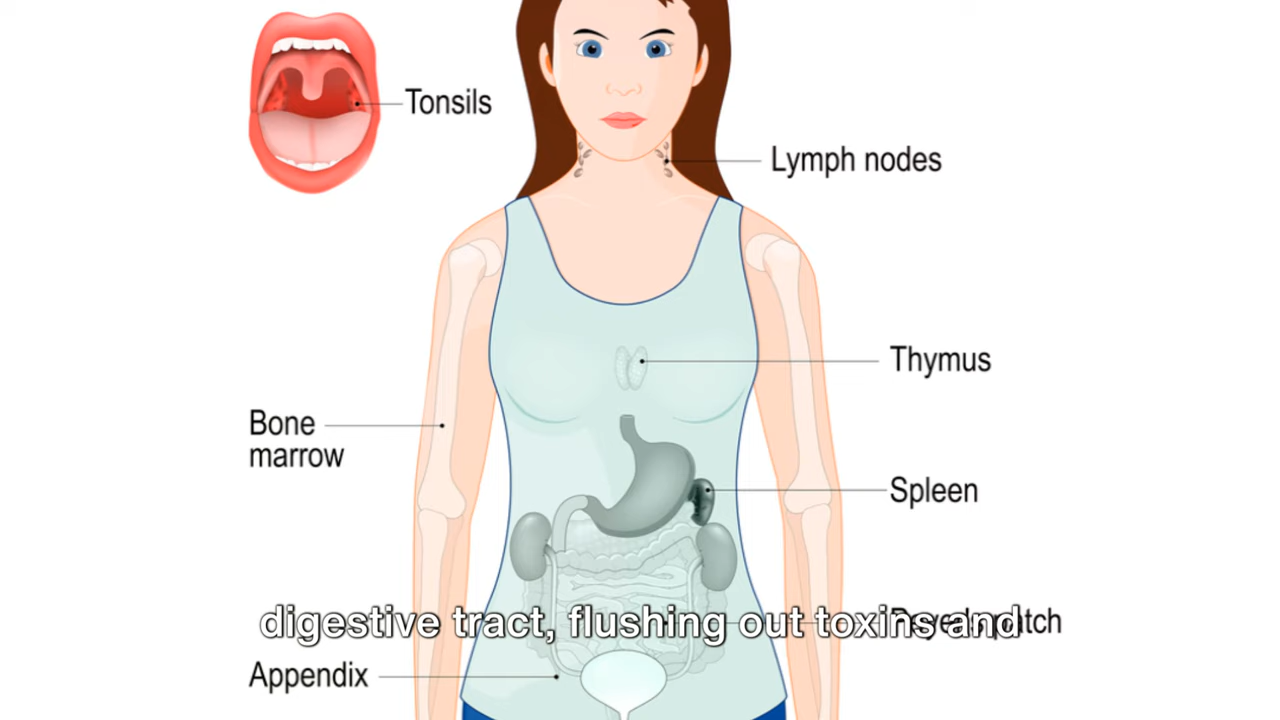 Tonsils
Lymph nodes
Thymus
Bone
marrow
Spleen
digestive tract, flushing out toxins and
Appendix